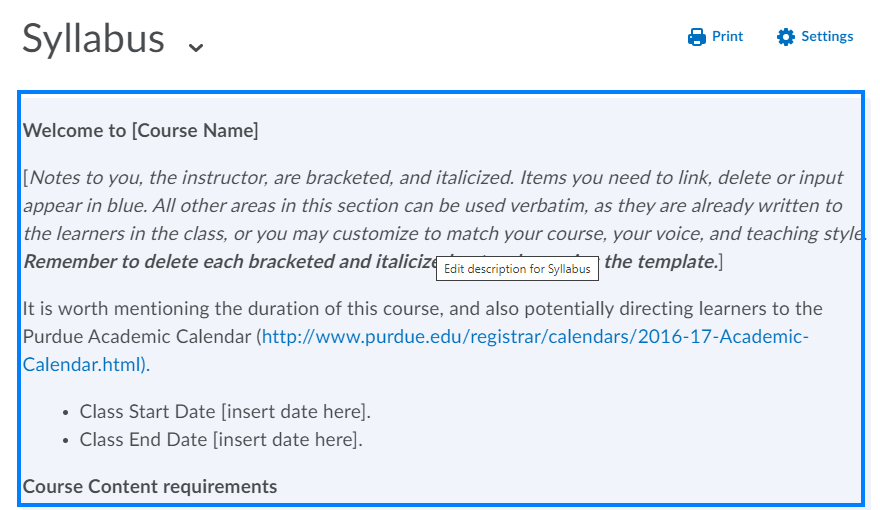 Syllabus
Print
Settings
Welcome to [Course Name]
[Notes to you, the instructor, are bracketed, and italicized. Items you need to link, delete or input
appear in blue. All other areas in this section can be used verbatim, as they are already written to
the learners in the class, or you may customize to match your course, your voice, and teaching style.
Remember to delete each bracketed and italicize the template.]
Edit description for Syllabus
It is worth mentioning the duration of this course, and also potentially directing learners to the
Purdue Academic Calendar (http://www.purdue.edu/registrar/calendars/2016-17-Academic-
Calendar.html).
• Class Start Date [insert date here].
• Class End Date [insert date here].
Course Content requirements